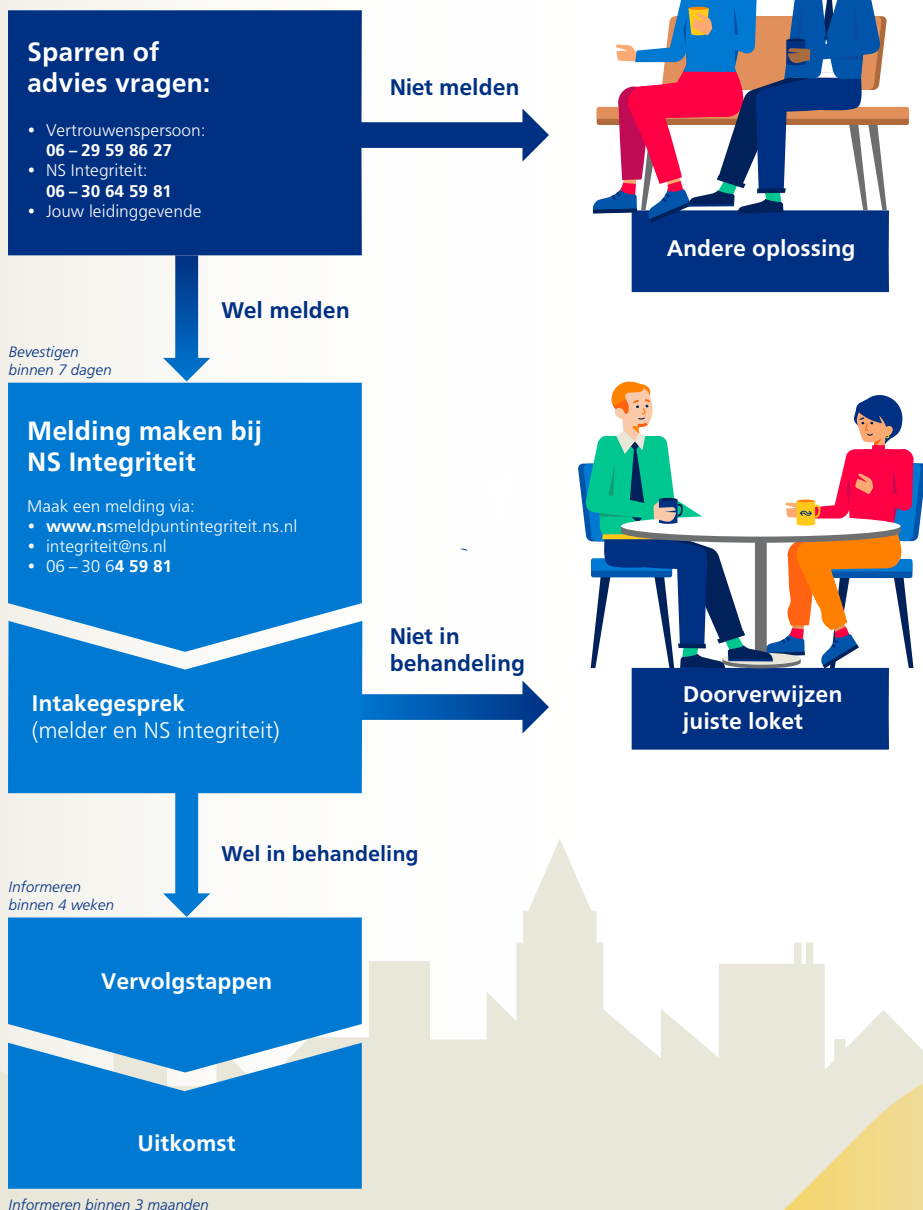 Sparren of
advies vragen:
• Vertrouwenspersoon:
06 – 29 59 86 27
• NS Integriteit:
06 – 30 64 59 81
• Jouw leidinggevende
Niet melden
Andere oplossing
Wel melden
Bevestigen
binnen 7 dagen
Melding maken bij
NS Integriteit
Maak een melding via:
• www.nsmeldpuntintegriteit.ns.nl
• integriteit@ns.nl
• 06 – 30 64 59 81
Intakegesprek
(melder en NS integriteit)
Niet in
behandeling
Doorverwijzen
juiste loket
Wel in behandeling
Informeren
binnen 4 weken
Vervolgstappen
Uitkomst
Informeren binnen 3 maanden